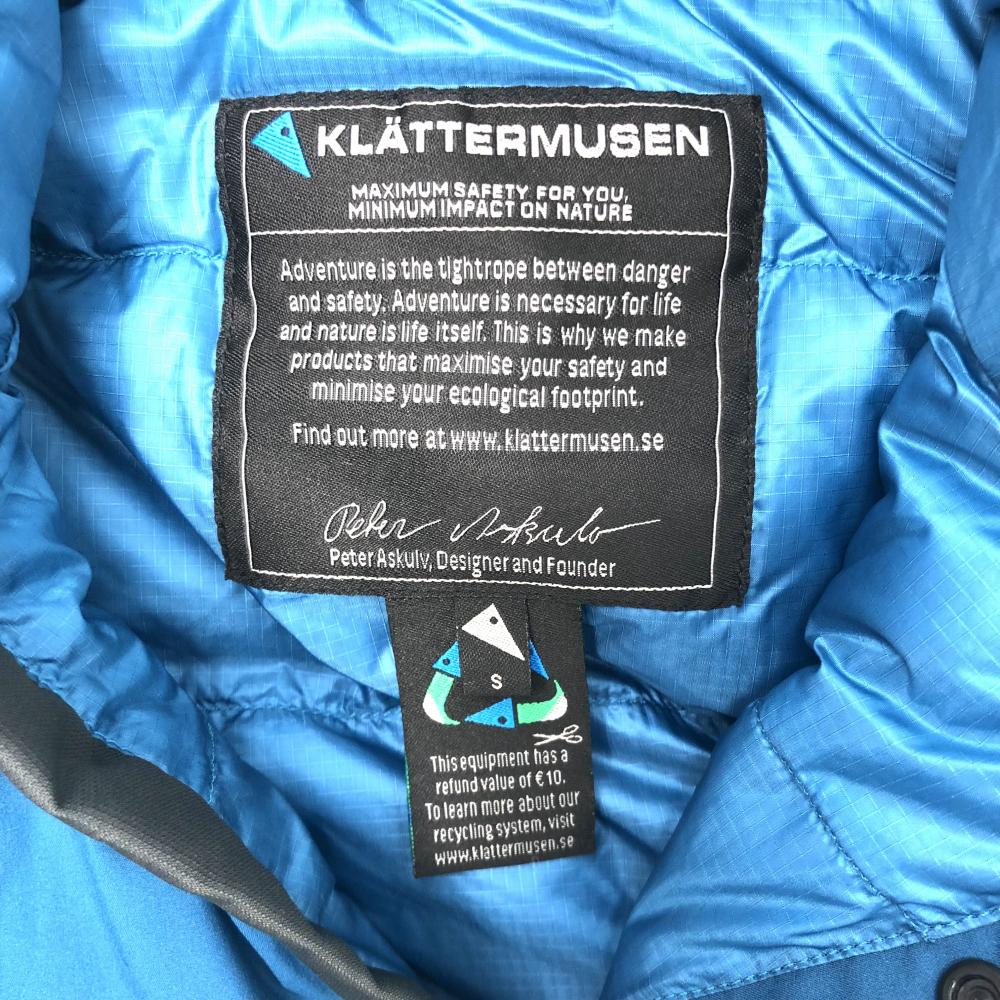 KLÄTTERMUSEN
MAXIMUM SAFETY FOR YOU,
MINIMUM IMPACT ON NATURE
Adventure is the tightrope between danger
and safety. Adventure is necessary for life
and nature is life itself. This is why we make
products that maximise your safety and
minimise your ecological footprint.
Find out more at www.klattermusen.se
Peter Askulv
Peter Askulv, Designer and Founder
S
This equipment has a
refund value of €10.
To learn more about our
recycling system, visit
www.klattermusen.se